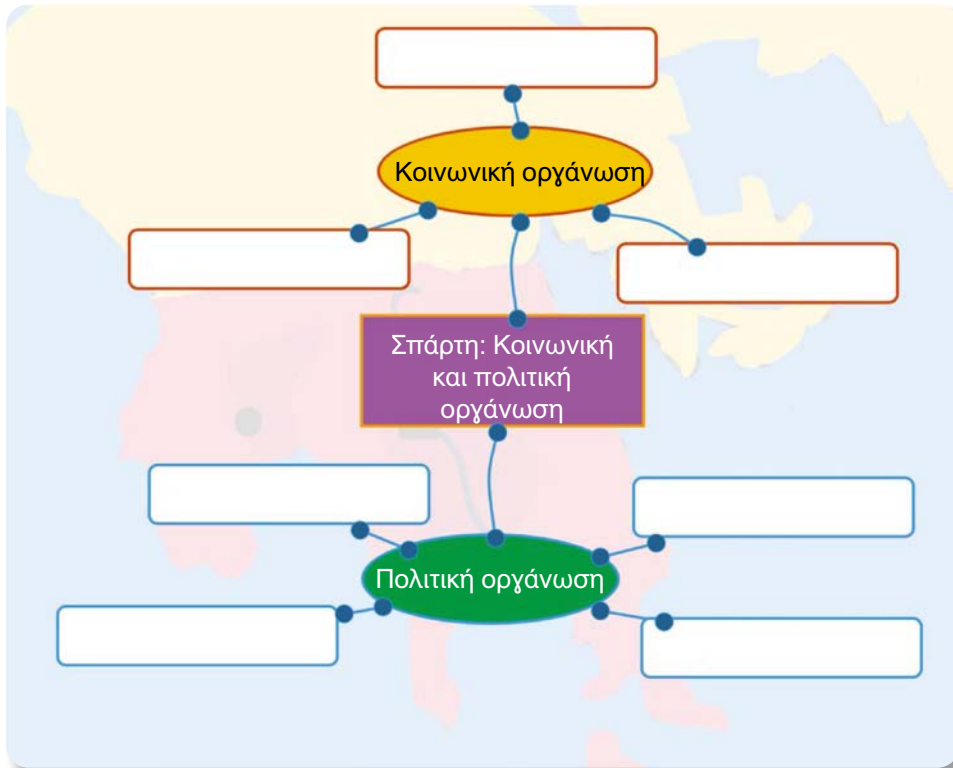 Κοινωνική οργάνωση
Σπάρτη: Κοινωνική
και πολιτική
οργάνωση
Πολιτική οργάνωση